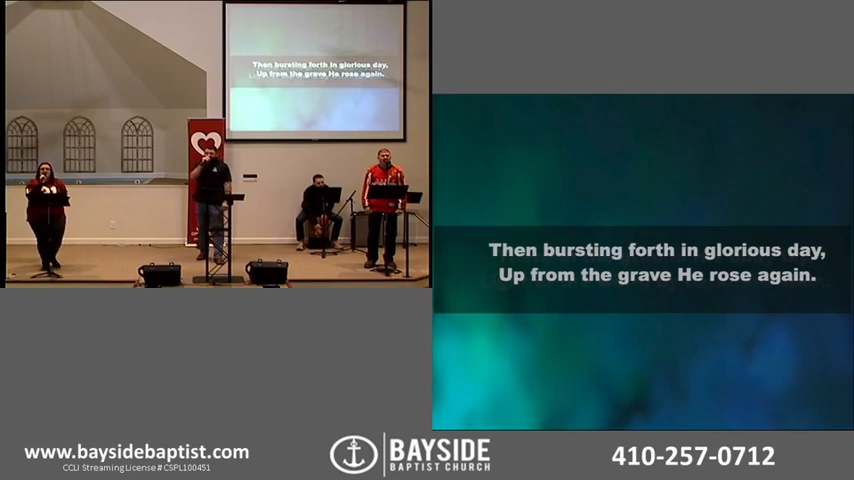 Then bursting forth in glorious day,
Up from the grave He rose again.
Then bursting forth in glorious day,
Up from the grave He rose again.
www.baysidebaptist.com
CCLI Streaming License # CSPL100451
BAYSIDE
BAPTIST CHURCH
410-257-0712